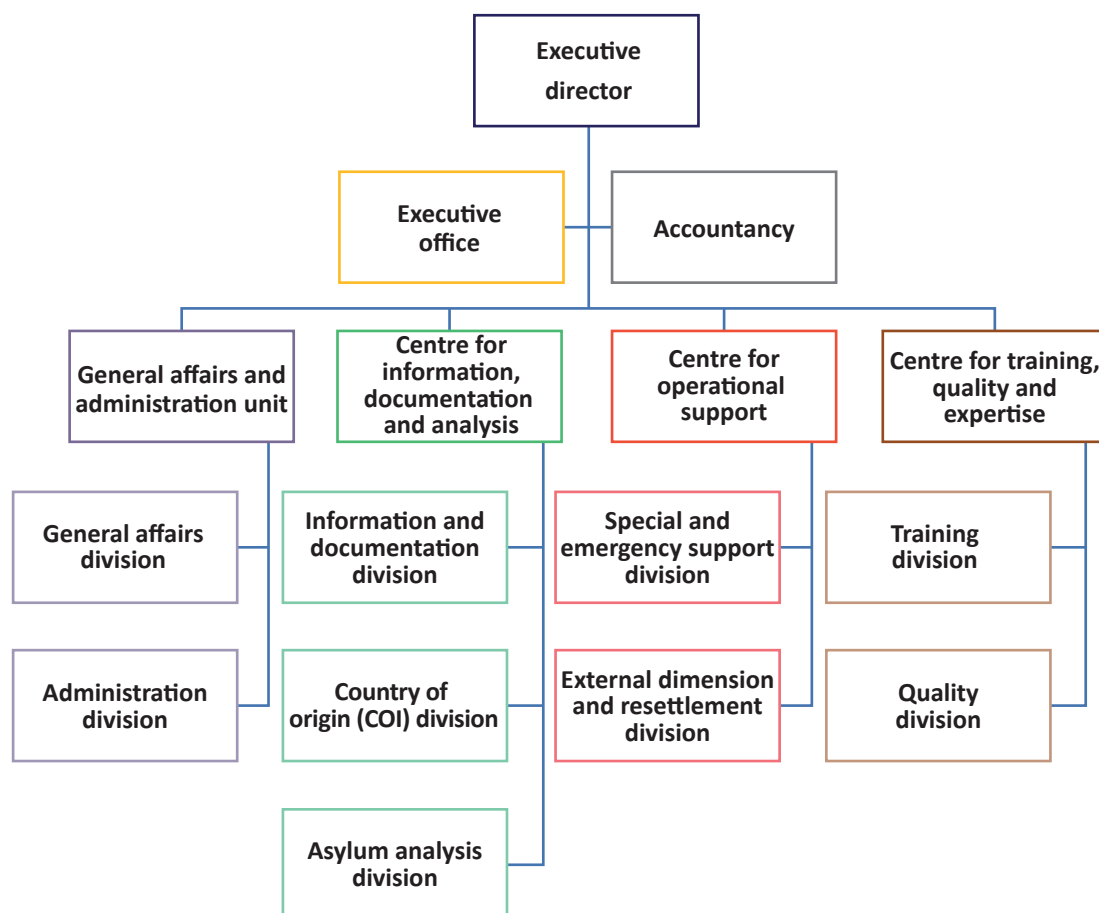 Executive
director
Executive
office
Accountancy
General affairs and
administration unit
Centre for
information,
documentation
and analysis
Centre for
operational
support
Centre for training,
quality and
expertise
General affairs
division
Information and
documentation
division
Special and
emergency support
division
Training
division
Administration
division
Country of
origin (COI) division
External dimension
and resettlement
division
Quality
division
Asylum analysis
division